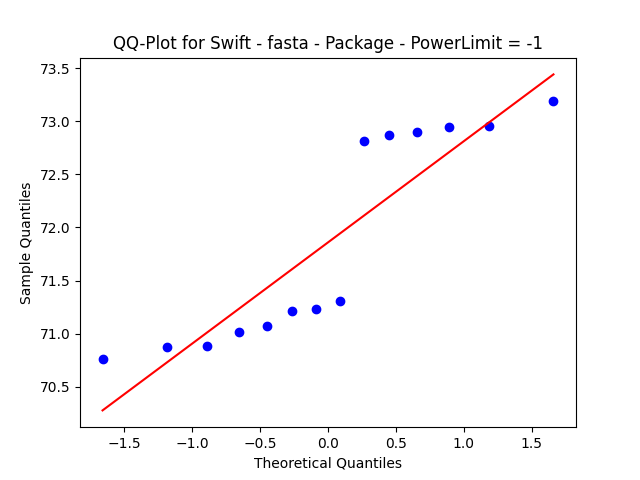 QQ-Plot for Swift - fasta - Package - PowerLimit = -1
73.5
73.0
72.5
72.0
71.5
71.0
70.5
Sample Quantiles
−1.5 −1.0 −0.5 0.0 0.5 1.0 1.5
Theoretical Quantiles